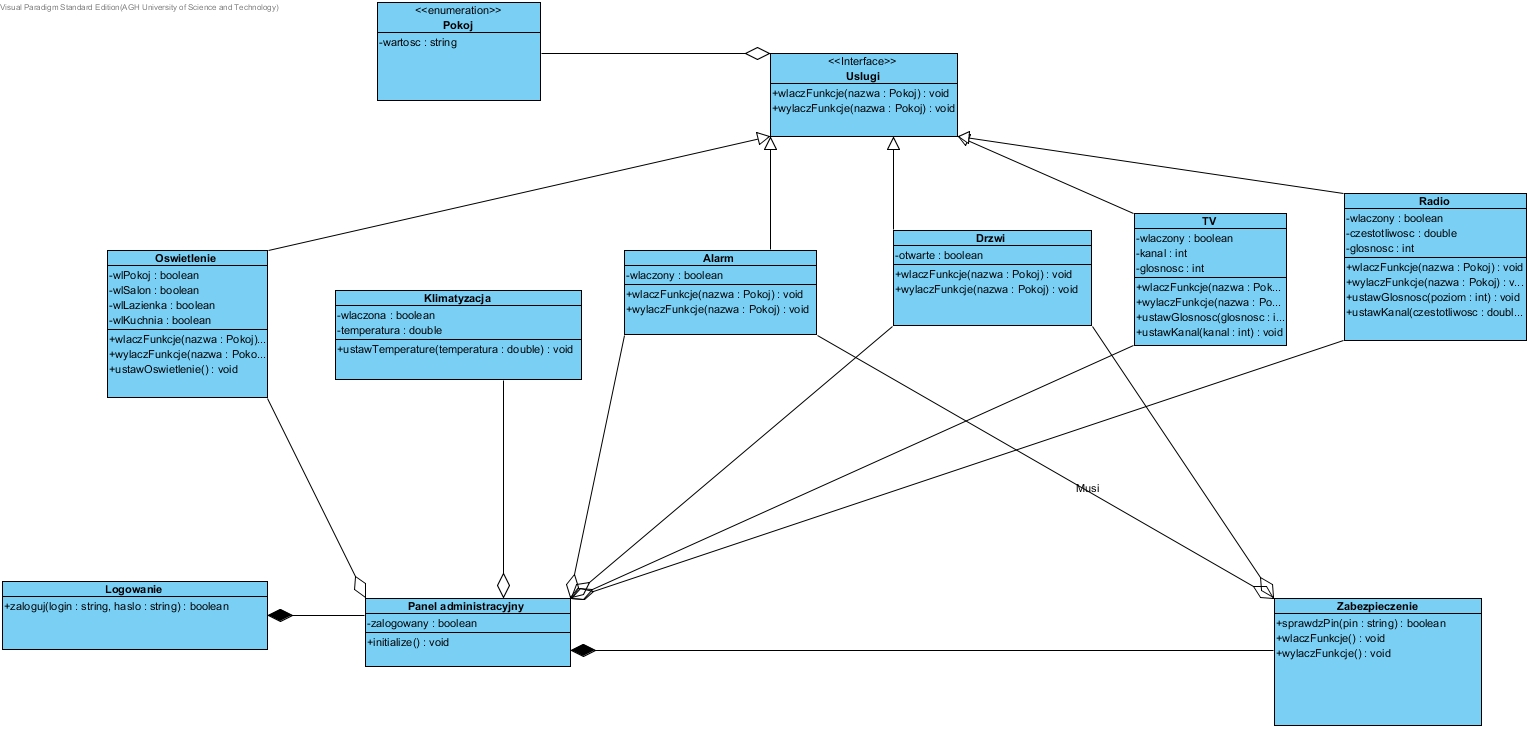 Visual Paradigm Standard Edition(AGH University of Science and Technology)
<<enumeration>>
Pokoj
-wartosc : string
<<Interface>>
Uslugi
+wlaczFunkcje(nazwa : Pokoj) : void
+wylaczFunkcje(nazwa : Pokoj) : void
Oswietlenie
-wlPokoj : boolean
-wlSalon : boolean
-wlLazienka : boolean
-wlKuchnia : boolean
+wlaczFunkcje(nazwa : Pokoj)...
+wylaczFunkcje(nazwa : Poko...
+ustawOswietlenie() : void
Klimatyzacja
-wlaczona : boolean
-temperatura : double
+ustawTemperature(temperatura : double) : void
Alarm
-wlaczony : boolean
+wlaczFunkcje(nazwa : Pokoj) : void
+wylaczFunkcje(nazwa : Pokoj) : void
Drzwi
-otwarte : boolean
+wlaczFunkcje(nazwa : Pokoj) : void
+wylaczFunkcje(nazwa : Pokoj) : void
TV
-wlaczony : boolean
-kanal : int
-glosnosc : int
+wlaczFunkcje(nazwa : Pok...
+wylaczFunkcje(nazwa : Po...
+ustawGlosnosc(glosnosc : i...
+ustawKanal(kanal : int) : void
Radio
-wlaczony : boolean
-czestotliwosc : double
-glosnosc : int
+wlaczFunkcje(nazwa : Pokoj) : void
+wylaczFunkcje(nazwa : Pokoj) : v...
+ustawGlosnosc(poziom : int) : void
+ustawKanal(czestotliwosc : doubl...
Musi
Logowanie
+zaloguj(login : string, haslo : string) : boolean
Panel administracyjny
-zalogowany : boolean
+initialize() : void
Zabezpieczenie
+sprawdzPin(pin : string) : boolean
+wlaczFunkcje() : void
+wylaczFunkcje() : void